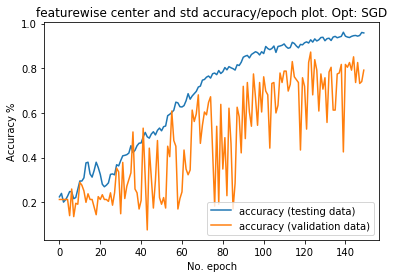 featurewise center and std accuracy/epoch plot. Opt: SGD
1.0
0.8
0.6
0.4
0.2
Accuracy %
0 20 40 60 80 100 120 140
No. epoch
accuracy (testing data)
accuracy (validation data)